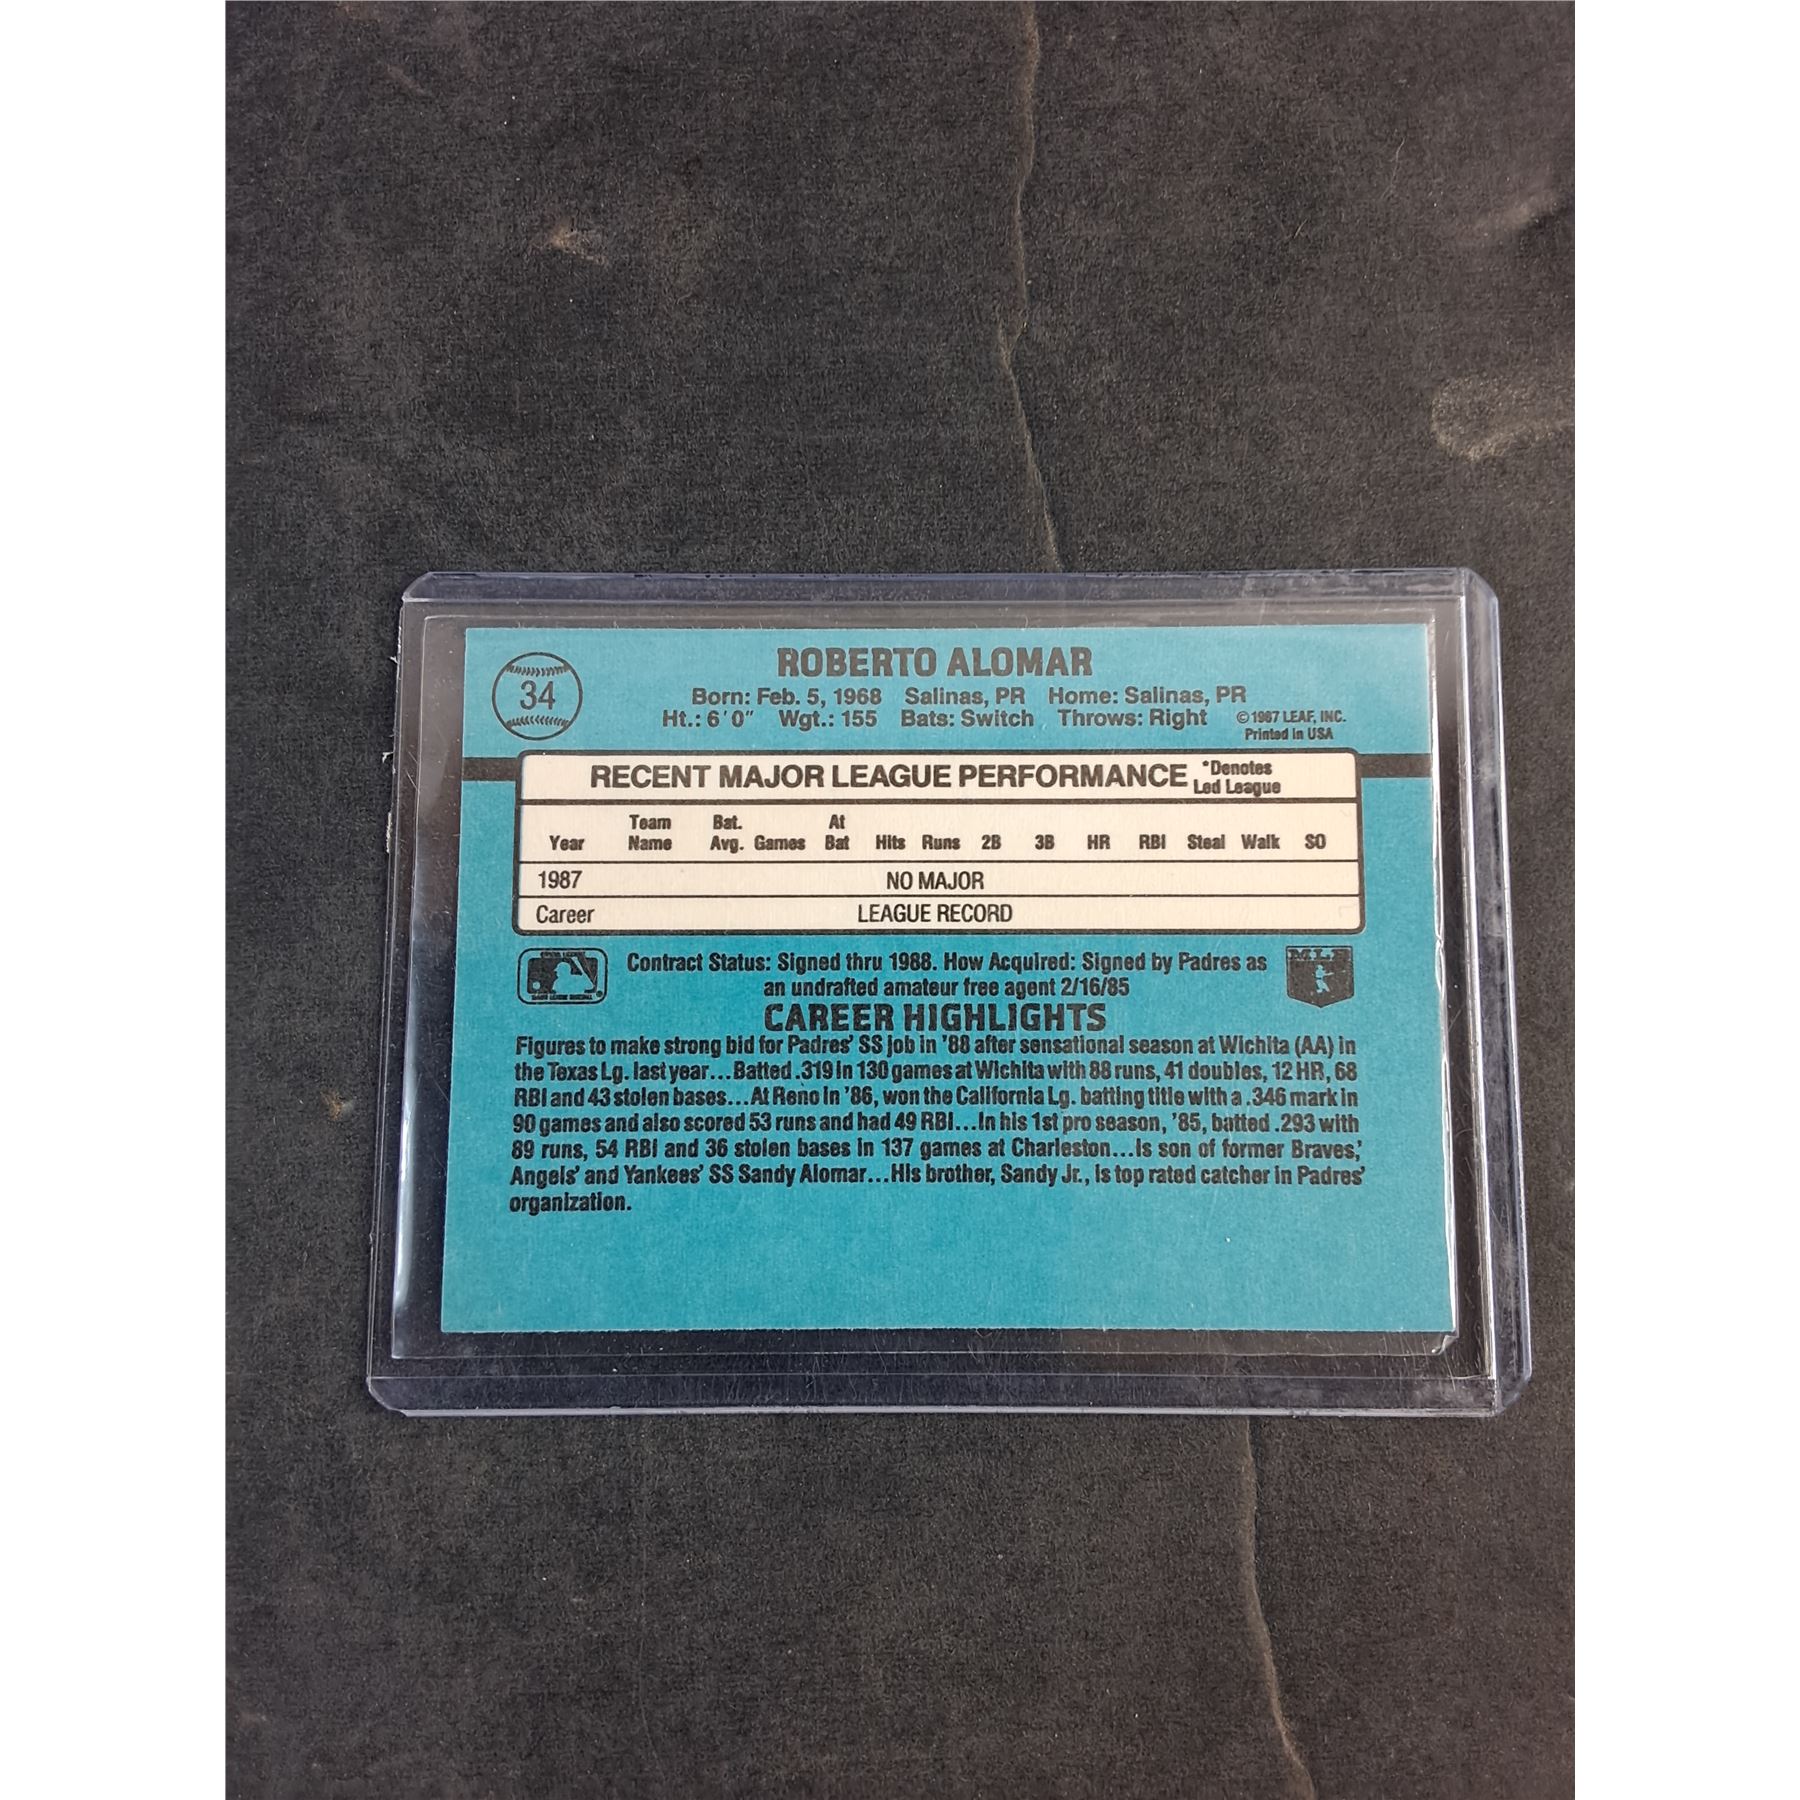 34
ROBERTO ALOMAR
Born: Feb. 5, 1968 Salinas, PR Home: Salinas, PR
Ht.: 6'0" Wgt.: 155 Bats: Switch Throws: Right
©1987 LEAF, INC.
Printed in USA
RECENT MAJOR LEAGUE PERFORMANCE *Denotes Led League
Year Team Name Bat. Avg. Games At Bat Hits Runs 2B 3B HR RBI Steal Walk SO
1987 NO MAJOR
Career LEAGUE RECORD
Contract Status: Signed thru 1988. How Acquired: Signed by Padres as
an undrafted amateur free agent 2/16/85
MLP
CAREER HIGHLIGHTS
Figures to make strong bid for Padres' SS job in '88 after sensational season at Wichita (AA) in
the Texas Lg. last year...Batted .319 in 130 games at Wichita with 88 runs, 41 doubles, 12 HR, 68
RBI and 43 stolen bases...At Reno in '86, won the California Lg. batting title with a .346 mark in
90 games and also scored 53 runs and had 49 RBI...In his 1st pro season, '85, batted .293 with
89 runs, 54 RBI and 36 stolen bases in 137 games at Charleston...Is son of former Braves,'
Angels' and Yankees' SS Sandy Alomar...His brother, Sandy Jr., is top rated catcher in Padres'
organization.